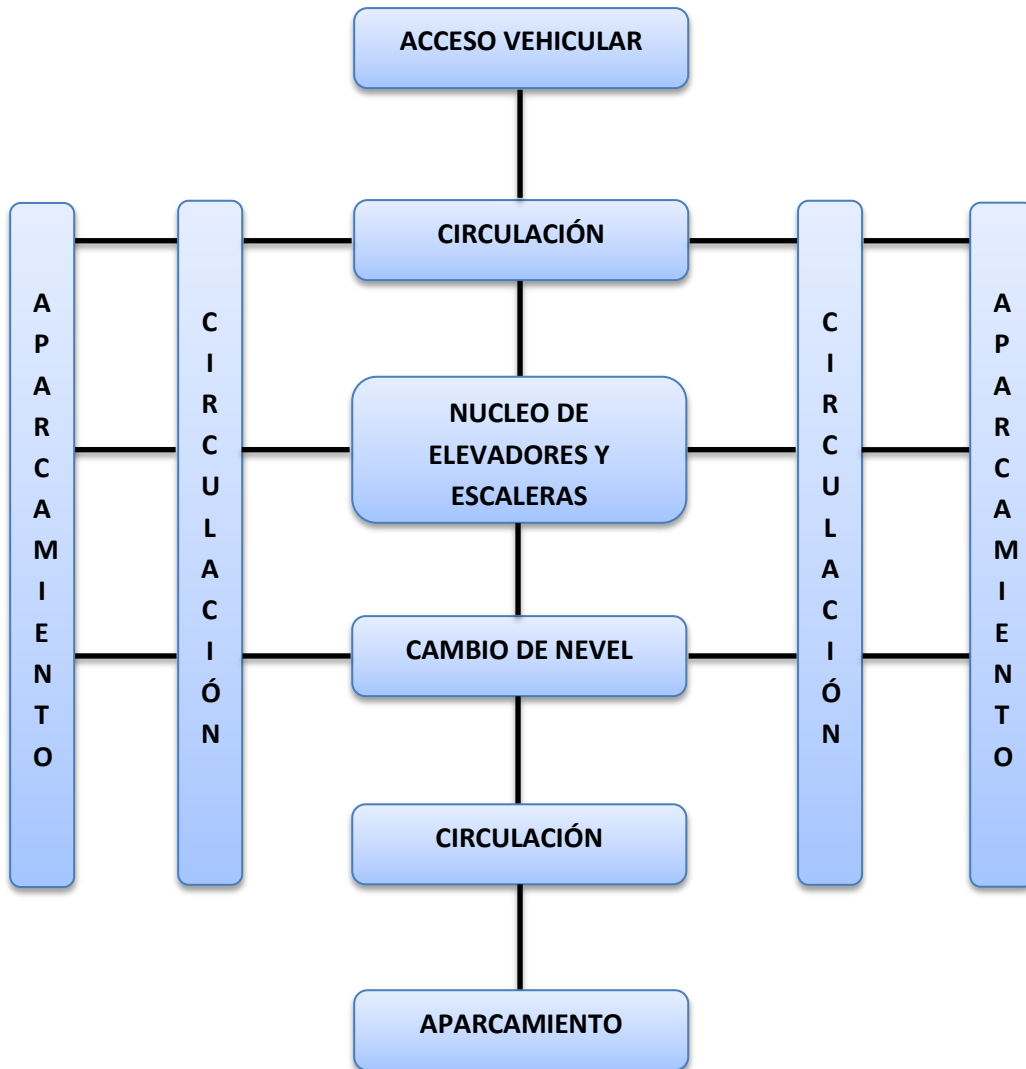 ACCESO VEHICULAR
CIRCULACIÓN
APARCAMIENTO
CIRCULACIÓN
NUCLEO DE
ELEVADORES Y
ESCALERAS
CIRCULACIÓN
APARCAMIENTO
CAMBIO DE NEVEL
CIRCULACIÓN
APARCAMIENTO